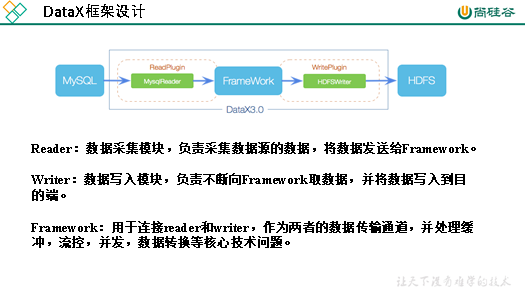 DataX框架设计
尚硅谷
ReadPlugin
WritePlugin
MySQL
MysqlReader
FrameWork
HDFSWriter
HDFS
DataX3.0
Reader：数据采集模块，负责采集数据源的数据，将数据发送给Framework。
Writer：数据写入模块，负责不断向Framework取数据，并将数据写入到目
的端。
Framework：用于连接reader和writer，作为两者的数据传输通道，并处理缓
冲，流控，并发，数据转换等核心技术问题。
让天下没有难学的技术